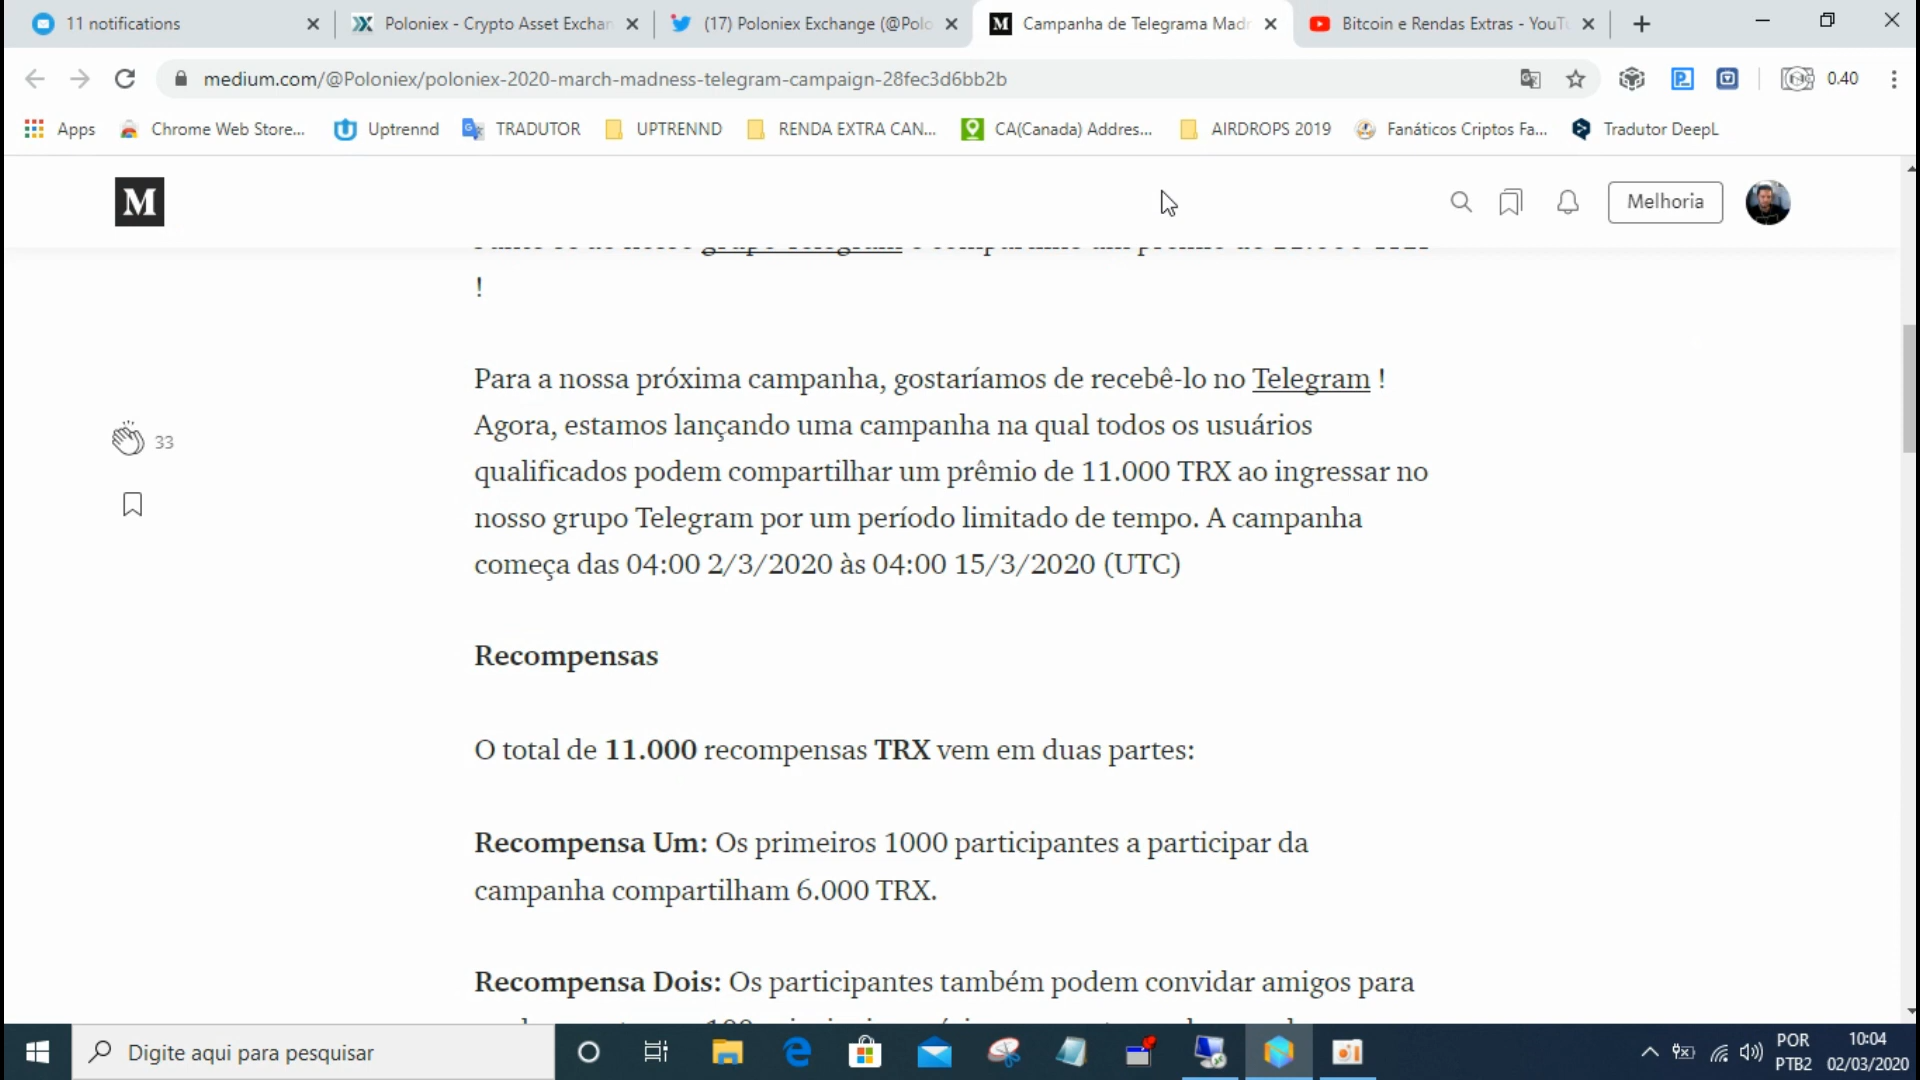 11 notifications
Poloniex - Crypto Asset Exchan
(17) Poloniex Exchange (@Polo
Campanha de Telegrama Madr
Bitcoin e Rendas Extras - YouTu
medium.com/@Poloniex/poloniex-2020-march-madness-telegram-campaign-28fec3d6bb2b
0.40
Apps
Chrome Web Store...
Uptrennd
TRADUTOR
UPTRENND
RENDA EXTRA CAN...
CA(Canada) Addres...
AIRDROPS 2019
Fanáticos Criptos Fa...
Tradutor DeepL
M
Melhoria
!
Para a nossa próxima campanha, gostaríamos de recebê-lo no Telegram !
Agora, estamos lançando uma campanha na qual todos os usuários
qualificados podem compartilhar um prêmio de 11.000 TRX ao ingressar no
nosso grupo Telegram por um período limitado de tempo. A campanha
começa das 04:00 2/3/2020 às 04:00 15/3/2020 (UTC)
33
Recompensas
O total de 11.000 recompensas TRX vem em duas partes:
Recompensa Um: Os primeiros 1000 participantes a participar da
campanha compartilham 6.000 TRX.
Recompensa Dois: Os participantes também podem convidar amigos para
Digite aqui para pesquisar
POR
PTB2
10:04
02/03/2020